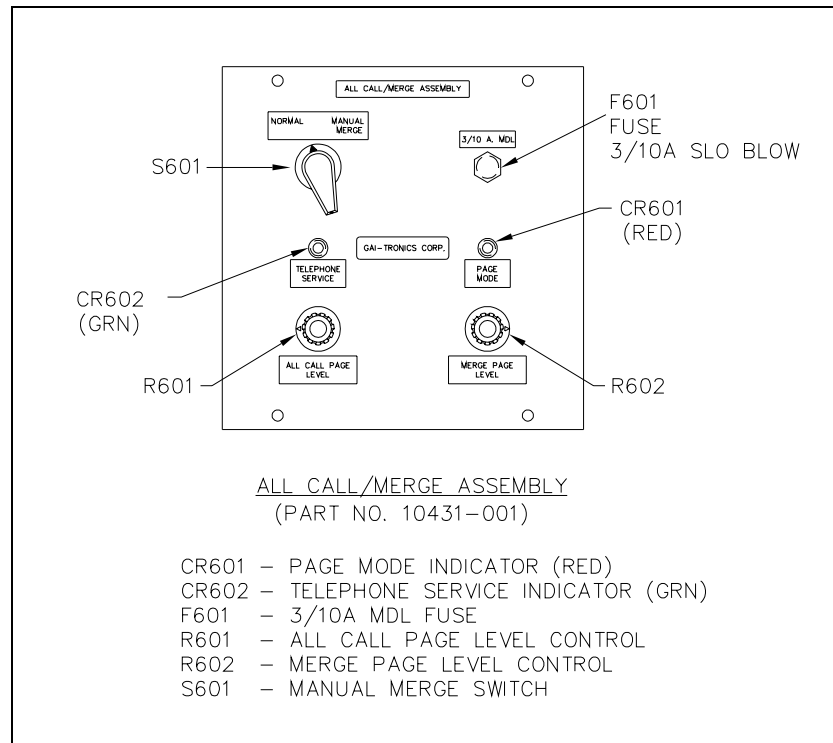 ALL CALL/MERGE ASSEMBLY
NORMAL MANUAL
MERGE
3/10 A. MDL
F601
FUSE
3/10A SLO BLOW
S601
CR601
(RED)
GAI-TRONICS CORP.
TELEPHONE
SERVICE
PAGE
MODE
CR602
(GRN)
ALL CALL PAGE
LEVEL
MERGE PAGE
LEVEL
R601
R602
ALL CALL/MERGE ASSEMBLY
(PART NO. 10431-001)
CR601 – PAGE MODE INDICATOR (RED)
CR602 – TELEPHONE SERVICE INDICATOR (GRN)
F601 – 3/10A MDL FUSE
R601 – ALL CALL PAGE LEVEL CONTROL
R602 – MERGE PAGE LEVEL CONTROL
S601 – MANUAL MERGE SWITCH